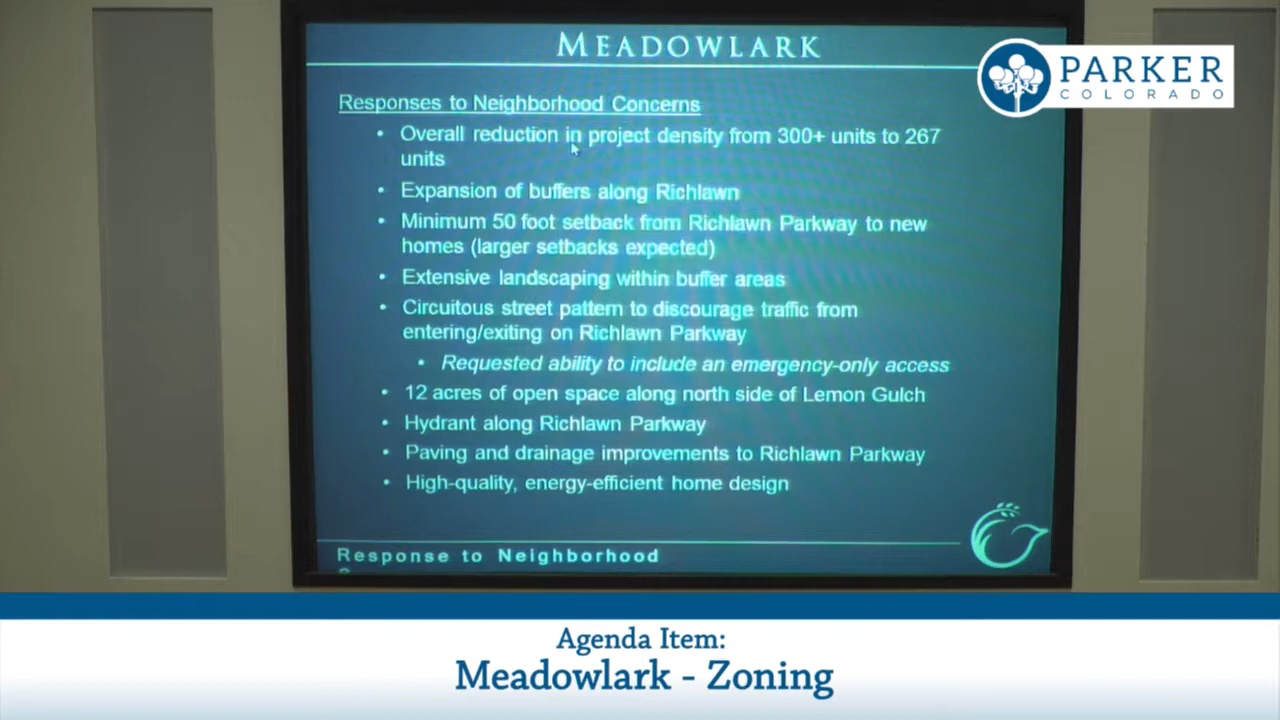 MEADOWLARK
PARKER
COLORADO
Responses to Neighborhood Concerns
• Overall reduction in project density from 300+ units to 267
units
• Expansion of buffers along Richlawn
• Minimum 50 foot setback from Richlawn Parkway to new
homes (larger setbacks expected)
• Extensive landscaping within buffer areas
• Circuitous street pattern to discourage traffic from
entering/exiting on Richlawn Parkway
• Requested ability to include an emergency-only access
• 12 acres of open space along north side of Lemon Gulch
• Hydrant along Richlawn Parkway
• Paving and drainage improvements to Richlawn Parkway
• High-quality, energy-efficient home design
Response to Neighborhood
Agenda Item:
Meadowlark - Zoning